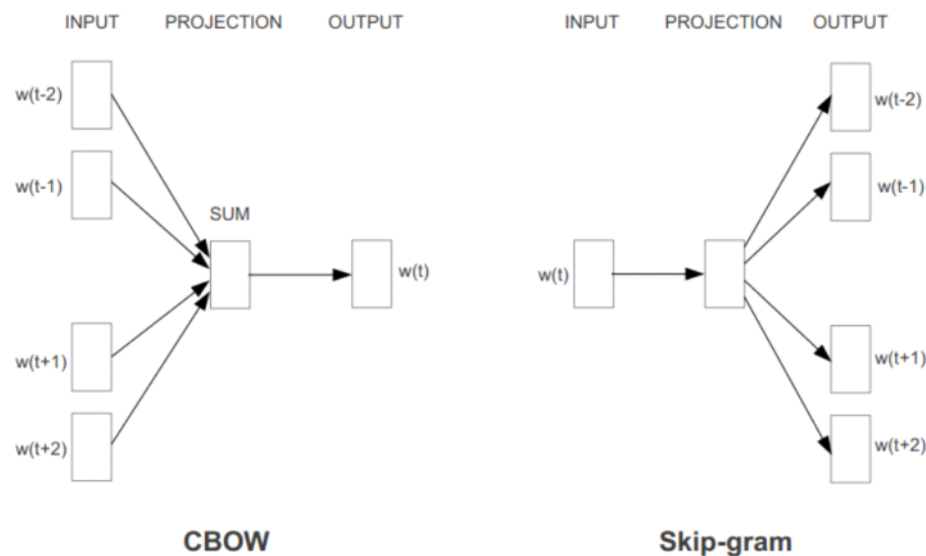 INPUT PROJECTION OUTPUT
w(t-2)
w(t-1)
SUM
w(t)
w(t+1)
w(t+2)
CBOW
INPUT PROJECTION OUTPUT
w(t-2)
w(t-1)
w(t)
w(t+1)
w(t+2)
Skip-gram